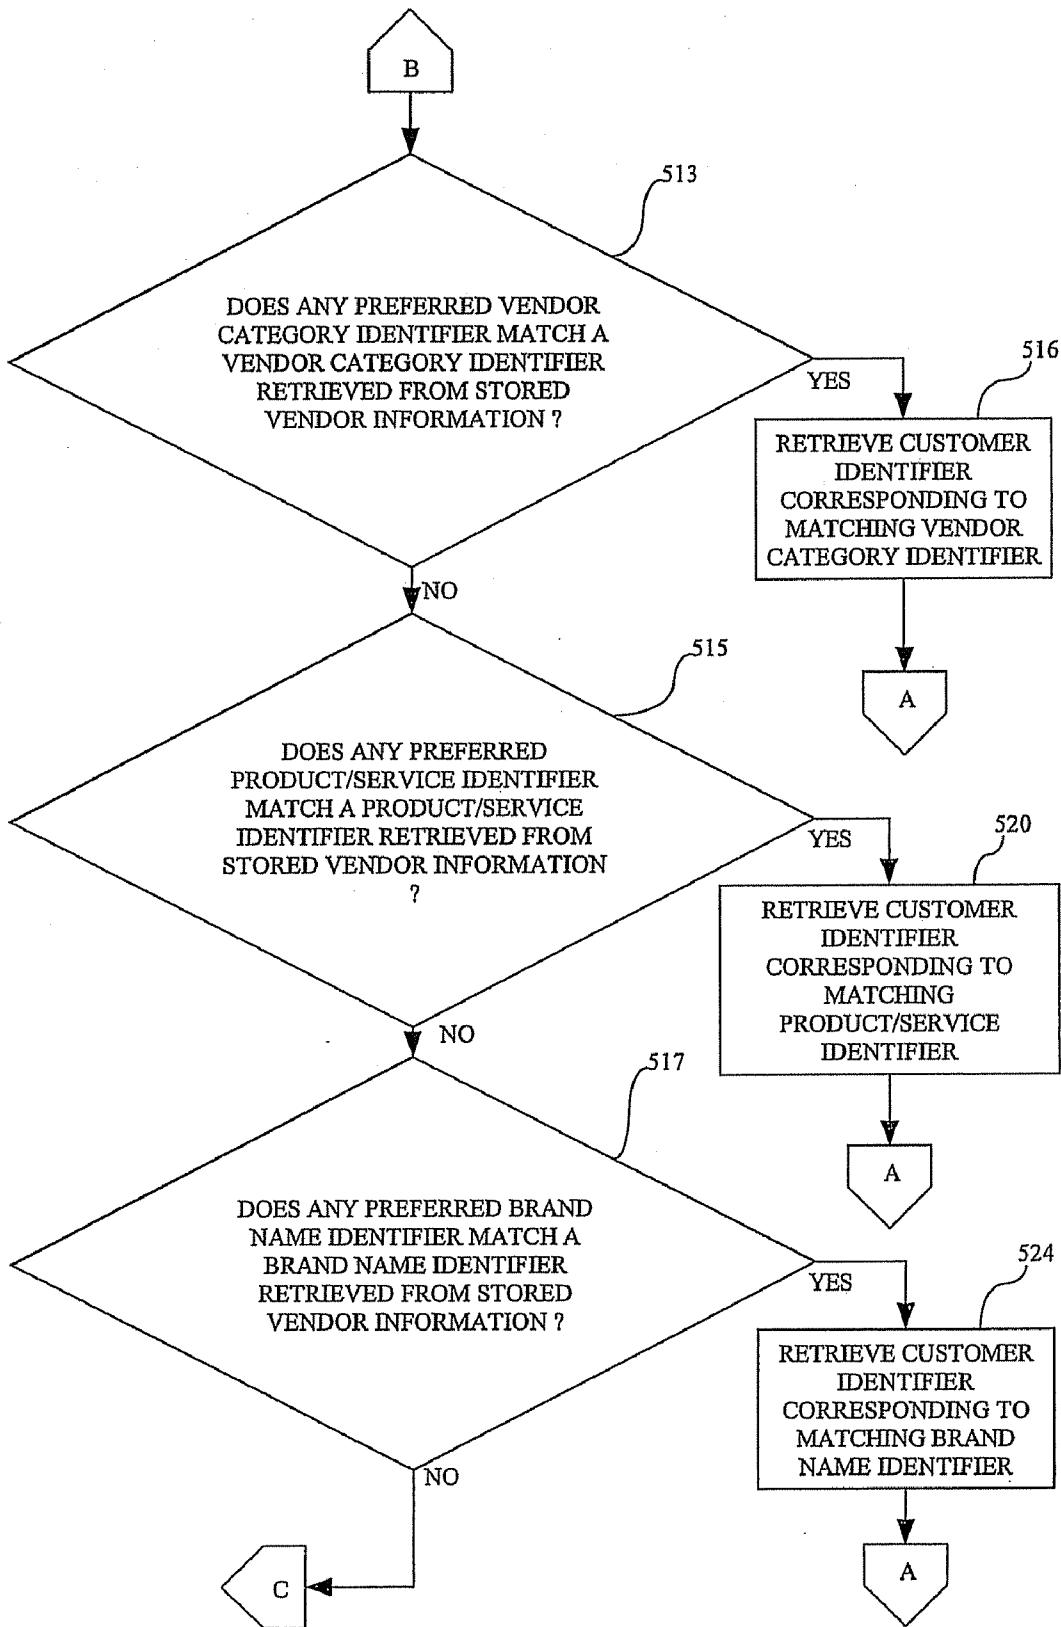 B
513
DOES ANY PREFERRED VENDOR
CATEGORY IDENTIFIER MATCH A
VENDOR CATEGORY IDENTIFIER
RETRIEVED FROM STORED
VENDOR INFORMATION ?
YES
516
RETRIEVE CUSTOMER
IDENTIFIER
CORRESPONDING TO
MATCHING VENDOR
CATEGORY IDENTIFIER
A
NO
515
DOES ANY PREFERRED
PRODUCT/SERVICE IDENTIFIER
MATCH A PRODUCT/SERVICE
IDENTIFIER RETRIEVED FROM
STORED VENDOR INFORMATION
?
YES
520
RETRIEVE CUSTOMER
IDENTIFIER
CORRESPONDING TO
MATCHING
PRODUCT/SERVICE
IDENTIFIER
A
NO
517
DOES ANY PREFERRED BRAND
NAME IDENTIFIER MATCH A
BRAND NAME IDENTIFIER
RETRIEVED FROM STORED
VENDOR INFORMATION ?
YES
524
RETRIEVE CUSTOMER
IDENTIFIER
CORRESPONDING TO
MATCHING BRAND
NAME IDENTIFIER
A
NO
C